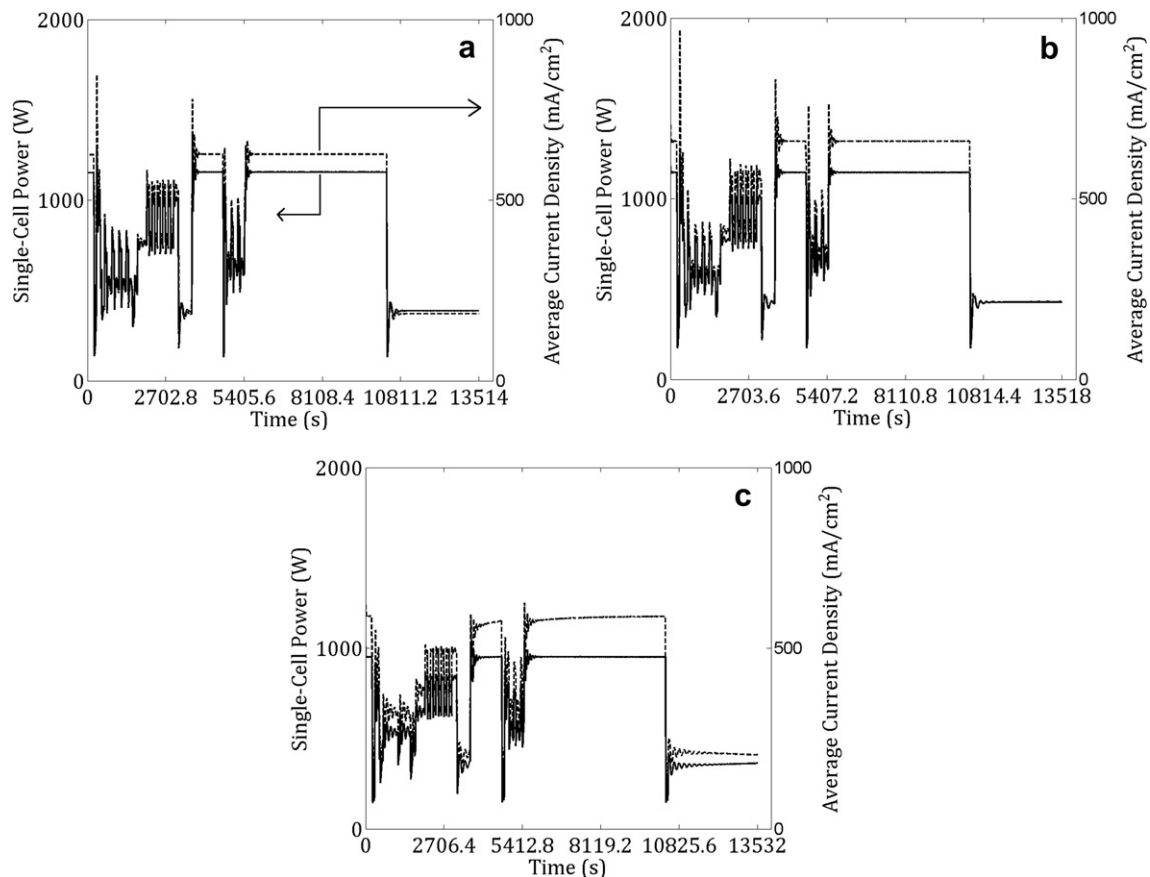 a
2000
1000
0
Single-Cell Power (W)
1000
500
0
Average Current Density (mA/cm²)
0 2702.8 5405.6 8108.4 10811.2 13514
Time (s)
b
2000
1000
0
Single-Cell Power (W)
1000
500
0
Average Current Density (mA/cm²)
0 2703.6 5407.2 8110.8 10814.4 13518
Time (s)
c
2000
1000
0
Single-Cell Power (W)
1000
500
0
Average Current Density (mA/cm²)
0 2706.4 5412.8 8119.2 10825.6 13532
Time (s)